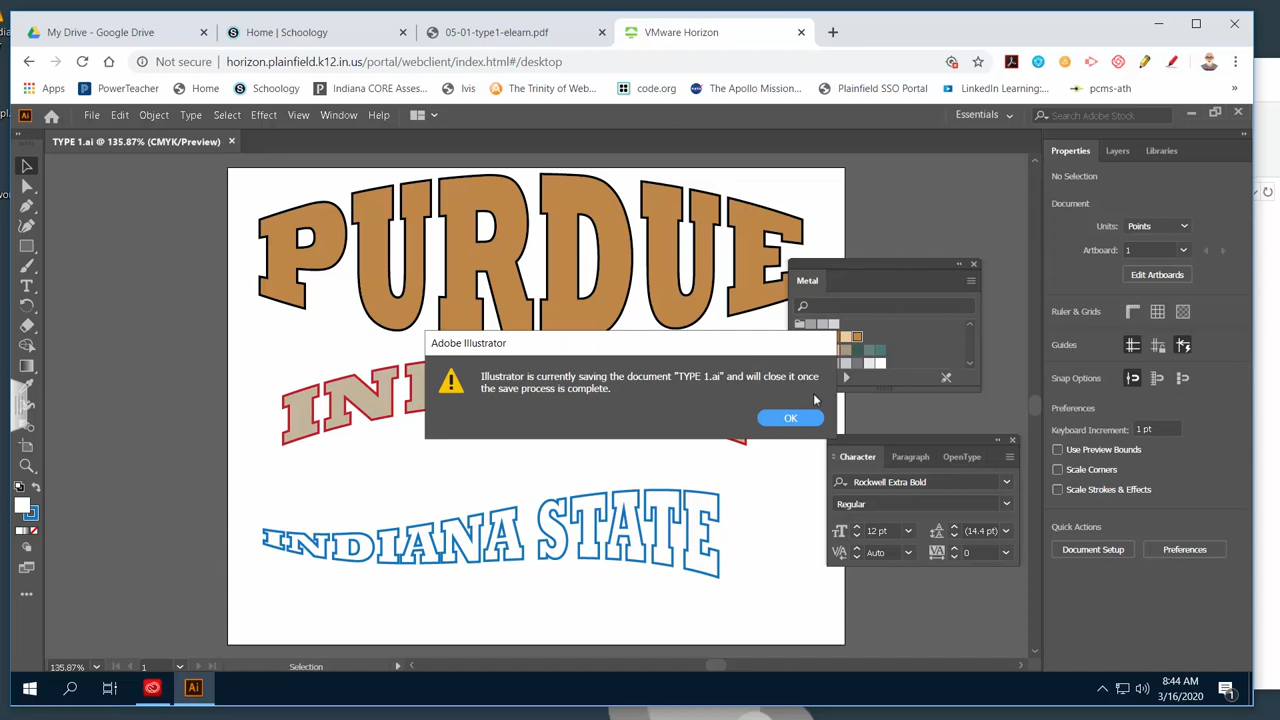 My Drive - Google Drive
Home | Schoology
05-01-type1-elearn.pdf
VMware Horizon
Not secure
horizon.plainfield.k12.in.us/portal/webclient/index.html#/desktop
Apps
PowerTeacher
Home
Schoology
Indiana CORE Asses...
Ivis
The Trinity of Web...
code.org
The Apollo Mission...
Plainfield SSO Portal
LinkedIn Learning:...
pcms-ath
»
Ai
File
Edit
Object
Type
Select
Effect
View
Window
Help
Essentials
Search Adobe Stock
TYPE 1.ai @ 135.87% (CMYK/Preview)
Properties
Layers
Libraries
No Selection
Document
Units:
Points
Artboard:
1
Edit Artboards
Ruler & Grids
Guides
Snap Options
Preferences
Keyboard Increment:
1 pt
Use Preview Bounds
Scale Corners
Scale Strokes & Effects
Quick Actions
Document Setup
Preferences
PURDUE
Metal
Adobe Illustrator
Illustrator is currently saving the document "TYPE 1.ai" and will close it once
the save process is complete.
OK
IND
INDIANA STATE
Character
Paragraph
OpenType
Rockwell Extra Bold
Regular
12 pt
(14.4 pt)
Auto
0
135.87%
1
Selection
Ai
8:44 AM
3/16/2020
1